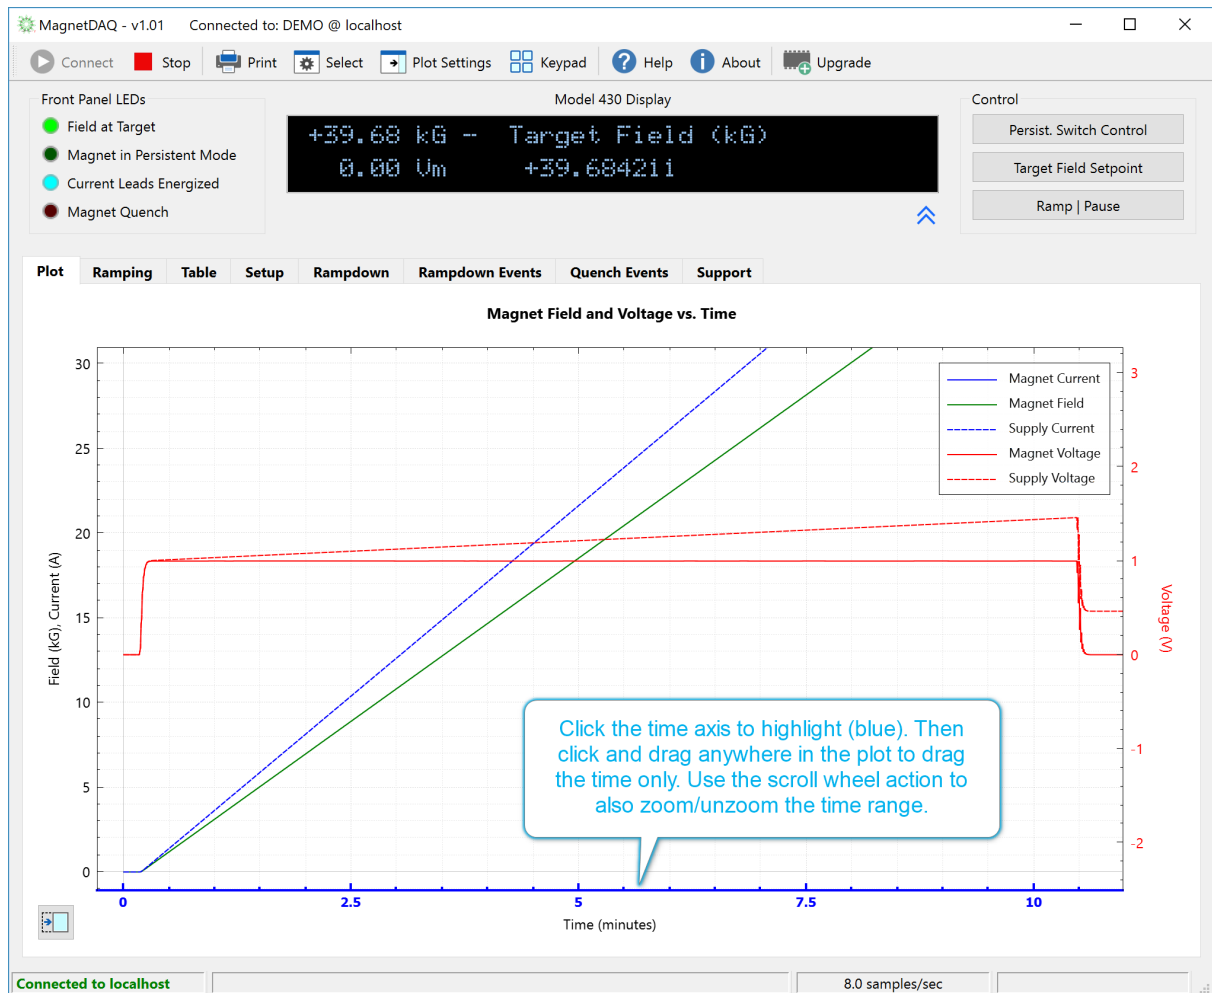 MagnetDAQ - v1.01 Connected to: DEMO @ localhost
Connect Stop Print Select Plot Settings Keypad Help About Upgrade
Front Panel LEDs
Field at Target
Magnet in Persistent Mode
Current Leads Energized
Magnet Quench
Model 430 Display
+39.68 kG - Target Field (kG)
0.00 Vm +39.6842ii
Control
Persist. Switch Control
Target Field Setpoint
Ramp | Pause
Plot Ramping Table Setup Rampdown Rampdown Events Quench Events Support
Magnet Field and Voltage vs. Time
Field (kG), Current (A)
30
25
20
15
10
5
0
Magnet Current
Magnet Field
Supply Current
Magnet Voltage
Supply Voltage
3
2
1
0
-1
-2
Voltage (V)
Click the time axis to highlight (blue). Then
click and drag anywhere in the plot to drag
the time only. Use the scroll wheel action to
also zoom/unzoom the time range.
0 2.5 5 7.5 10
Time (minutes)
Connected to localhost 8.0 samples/sec